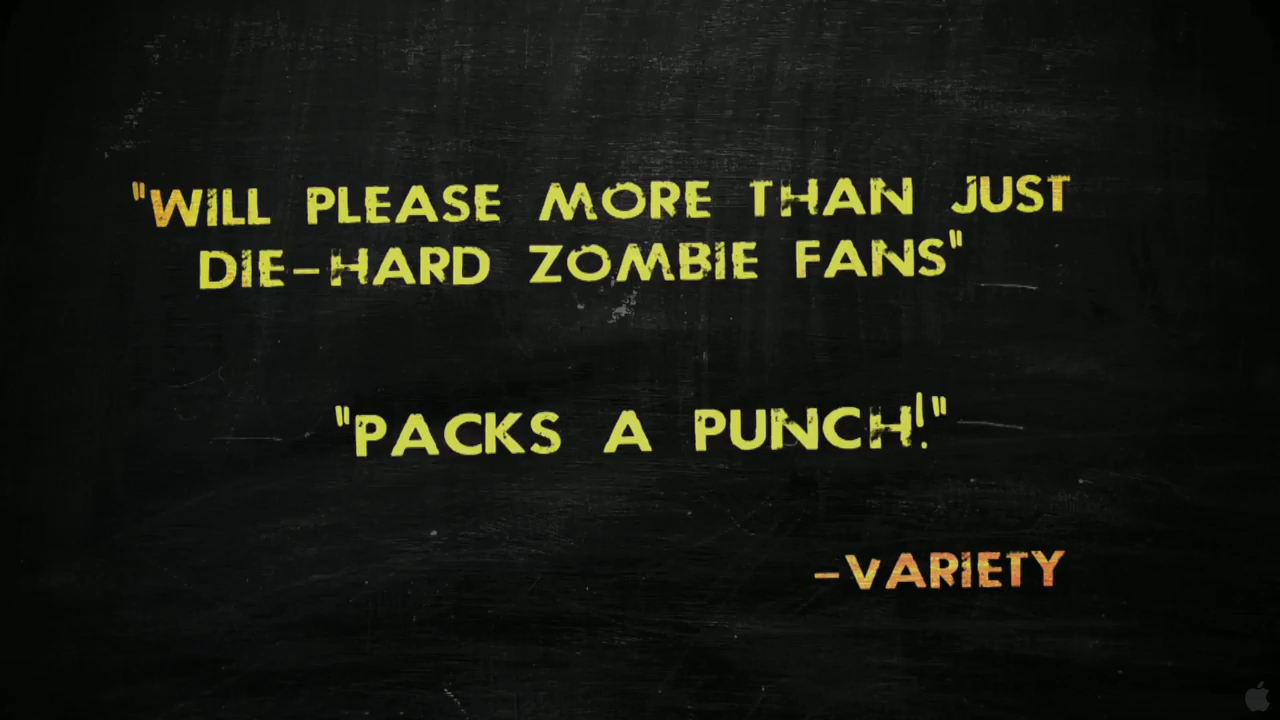 "WILL PLEASE MORE THAN JUST
DIE-HARD ZOMBIE FANS"
"PACKS A PUNCH!"
-VARIETY